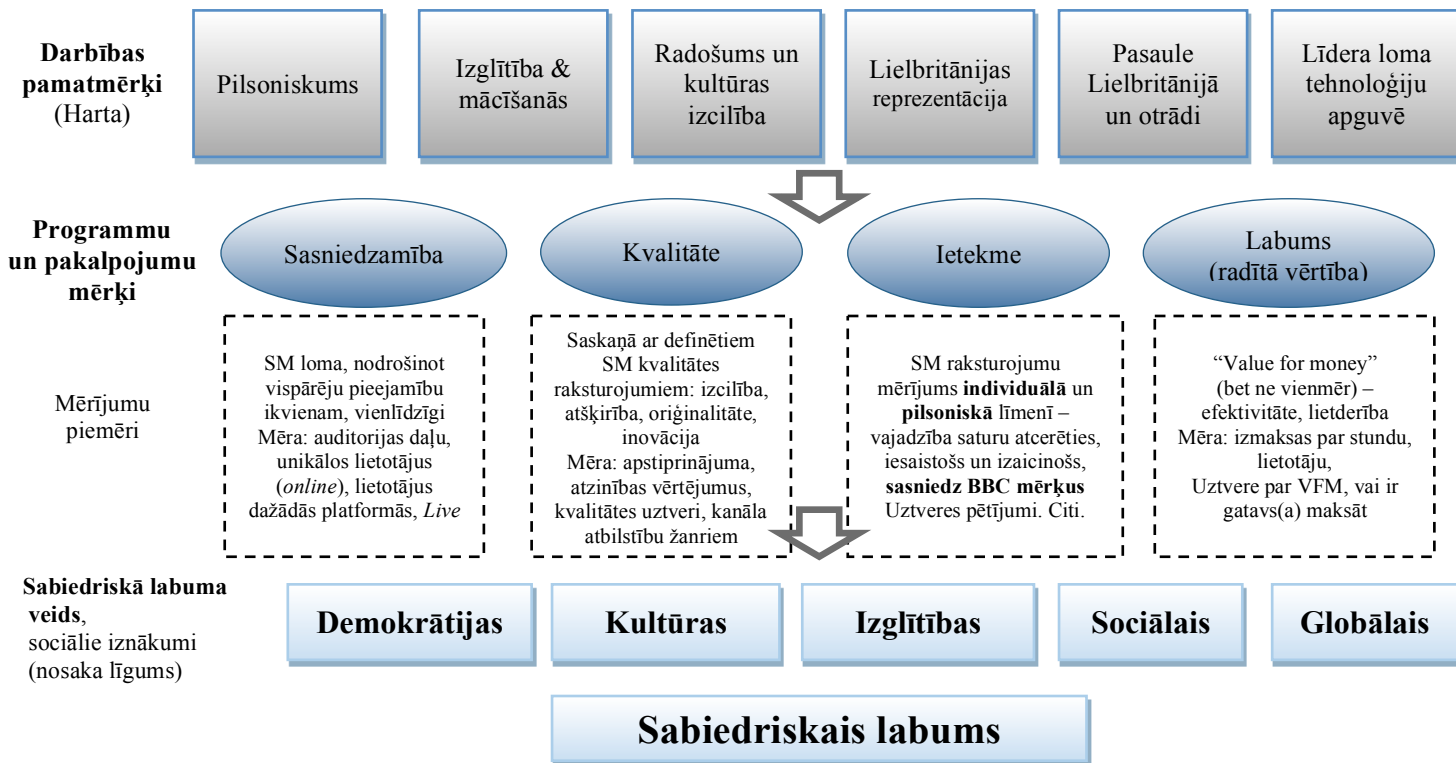 Darbības
pamatmērķi
(Harta)
Pilsoniskums
Izglītība &
mācīšanās
Radošums un
kultūras
izcilība
Lielbritānijas
reprezentācija
Pasaule
Lielbritānijā
un otrādi
Līdera loma
tehnoloģiju
apguvē
Programmu
un pakalpojumu
mērķi
Sasniedzamība
Kvalitāte
Ietekme
Labums
(radītā vērtība)
Mērījumu
piemēri
SM loma, nodrošinot
vispārēju pieejamību
ikvienam, vienlīdzīgi
Mēra: auditorijas daļu,
unikālos lietotājus
(online), lietotājus
dažādās platformās, Live
Saskaņā ar definētiem
SM kvalitātes
raksturojumiem: izcilība,
atšķirība, oriģinalitāte,
inovācija
Mēra: apstiprinājuma,
atzinības vērtējumus,
kvalitātes uztveri, kanāla
atbilstību žanriem
SM raksturojumu
mērījums individuālā un
pilsoniskā līmenī –
vajadzība saturu atcerēties,
iesaistošs un izaicinošs,
sasniedz BBC mērķus
Uztveres pētījumi. Citi.
“Value for money”
(bet ne vienmēr) –
efektivitāte, lietderība
Mēra: izmaksas par stundu,
lietotāju,
Uztvere par VFM, vai ir
gatavs(a) maksāt
Sabiedriskā labuma
veids,
sociālie iznākumi
(nosaka līgums)
Demokrātijas
Kultūras
Izglītības
Sociālais
Globālais
Sabiedriskais labums